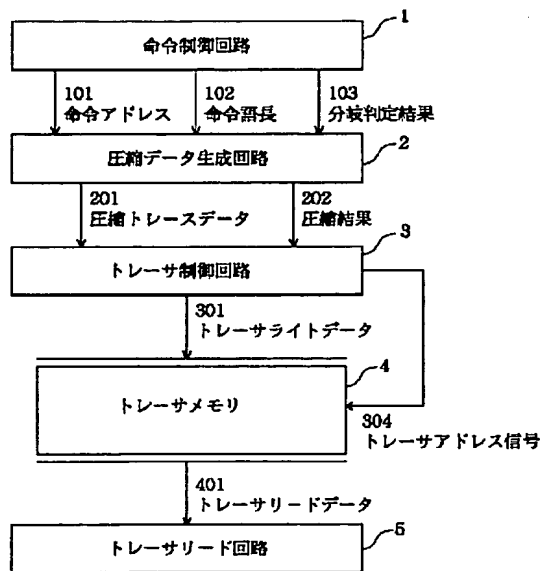 1
命令制御回路
101 102 103
命令アドレス 命令語長 分岐判定結果
2
圧縮データ生成回路
201 202
圧縮トレースデータ 圧縮結果
3
トレーサ制御回路
301
トレーサライトデータ
4
トレーサメモリ
304
トレーサアドレス信号
401
トレーサリードデータ
5
トレーサリード回路